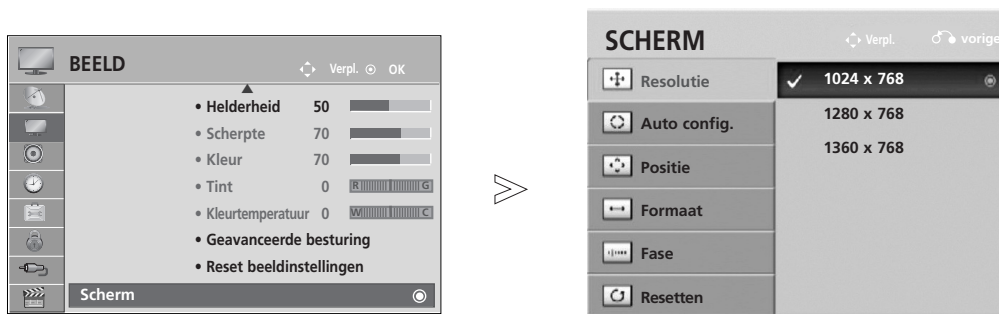 BEELD
Verpl. OK
• Helderheid 50
• Scherpte 70
• Kleur 70
• Tint 0 R G
• Kleurtemperatuur 0 W C
• Geavanceerde besturing
• Reset beeldinstellingen
Scherm
SCHERM
Verpl. vorige
Resolutie
Auto config.
Positie
Formaat
Fase
Resetten
1024 x 768
1280 x 768
1360 x 768